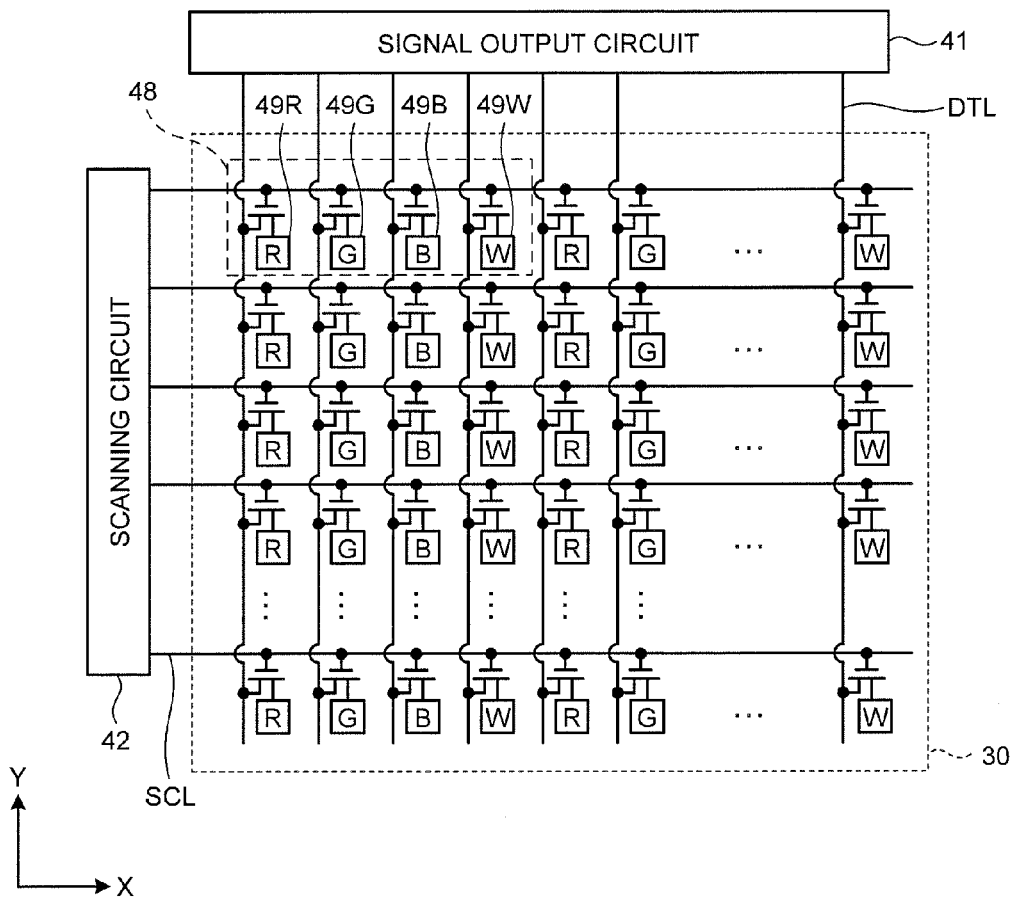 SIGNAL OUTPUT CIRCUIT
41
48
49R 49G 49B 49W
DTL
SCANNING CIRCUIT
R G B W R G ... W
R G B W R G ... W
R G B W R G ... W
R G B W R G ... W
R G B W R G ... W
42
SCL
30
Y
X